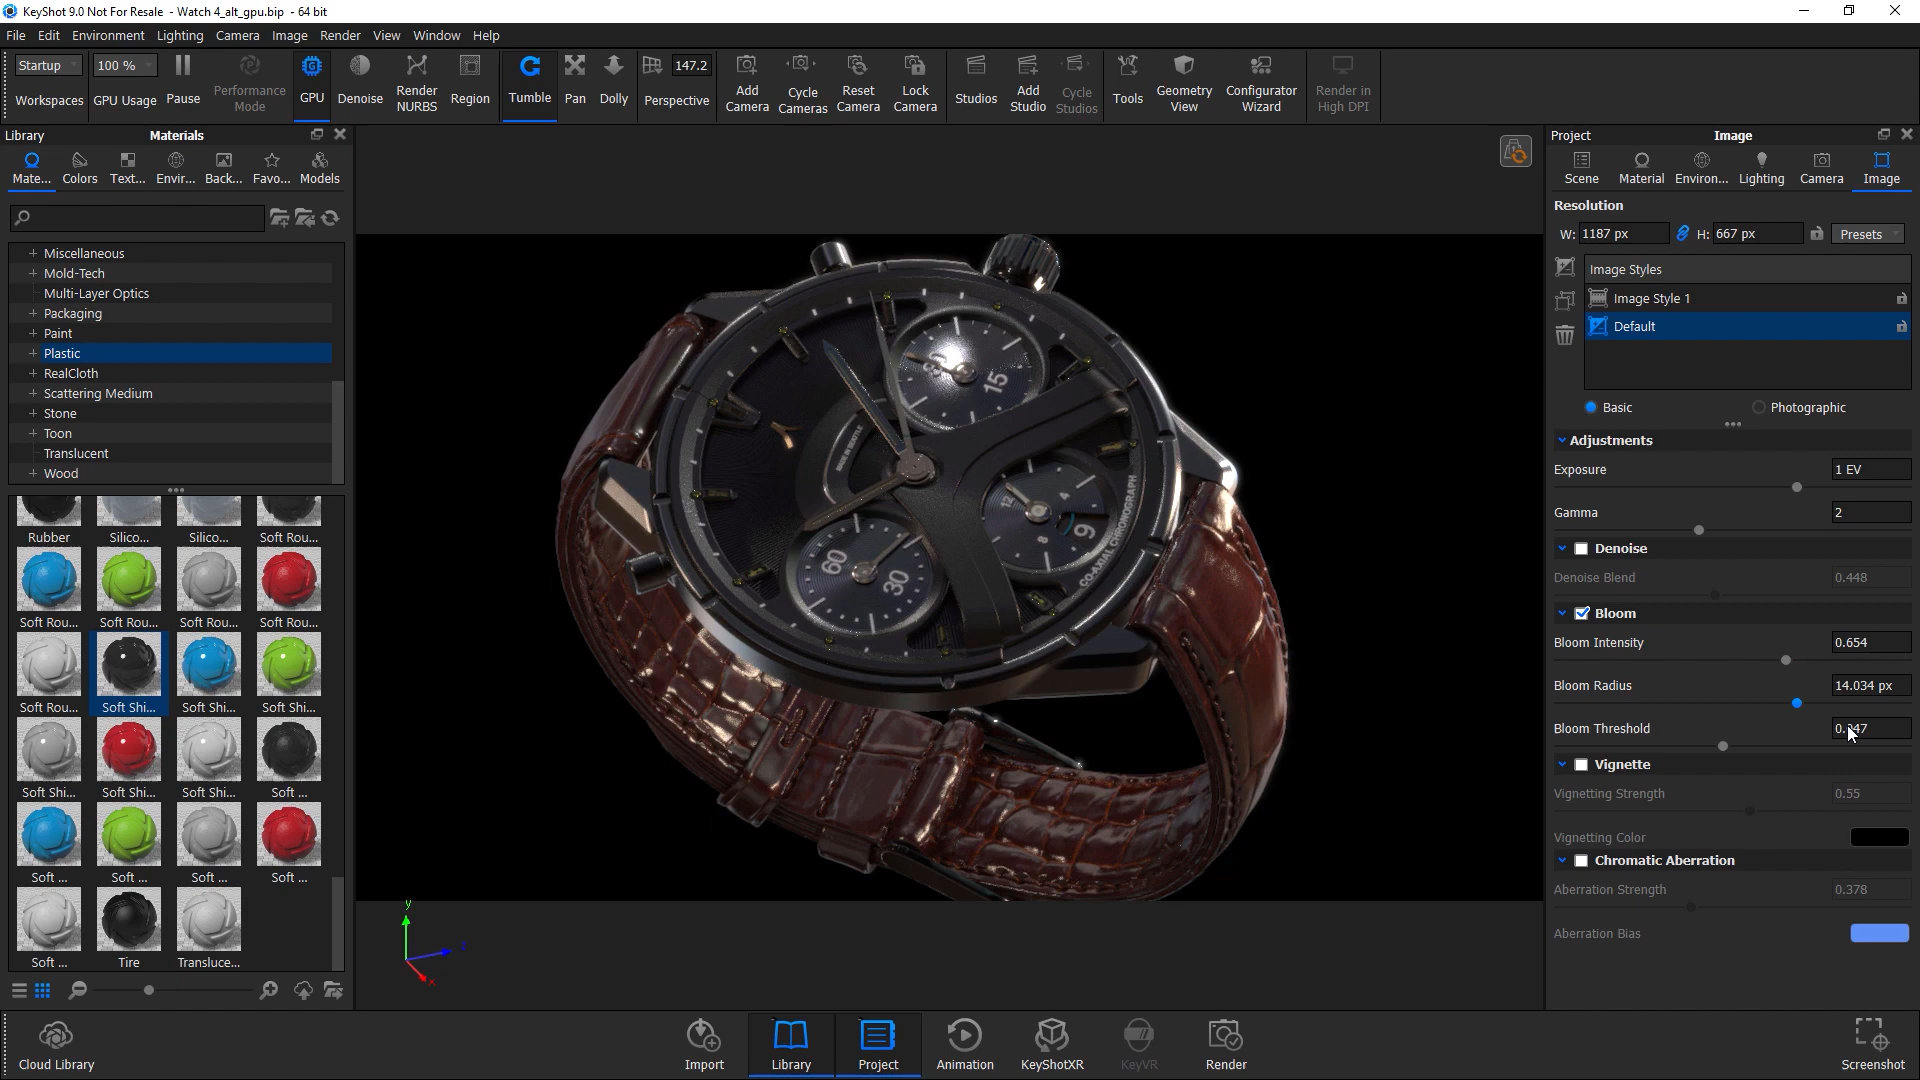 KeyShot 9.0 Not For Resale - Watch 4_alt_gpu.bip - 64 bit
File Edit Environment Lighting Camera Image Render View Window Help
Startup 100 % 147.2
Workspaces GPU Usage Pause Performance Mode GPU Denoise Render NURBS Region Tumble Pan Dolly Perspective Add Camera Cycle Cameras Reset Camera Lock Camera Studios Add Studio Cycle Studios Tools Geometry View Configurator Wizard Render in High DPI
Library Materials
Mate... Colors Text... Envir... Back... Favo... Models
Miscellaneous
Mold-Tech
Multi-Layer Optics
Packaging
Paint
Plastic
RealCloth
Scattering Medium
Stone
Toon
Translucent
Wood
Rubber Silico... Silico... Soft Rou...
Soft Rou... Soft Rou... Soft Rou... Soft Rou...
Soft Rou... Soft Shi... Soft Shi... Soft Shi...
Soft Shi... Soft Shi... Soft Shi... Soft ...
Soft ... Soft ... Soft ... Soft ...
Soft ... Tire Transluce...
15
12 4 8 9
60 30
CO-AXIAL CHRONOGRAPH
y
x
Project Image
Scene Material Environ... Lighting Camera Image
Resolution
W: 1187 px H: 667 px Presets
Image Styles
Image Style 1
Default
Basic Photographic
Adjustments
Exposure 1 EV
Gamma 2
Denoise
Denoise Blend 0.448
Bloom
Bloom Intensity 0.654
Bloom Radius 14.034 px
Bloom Threshold
Vignette
Vignetting Strength 0.55
Vignetting Color
Chromatic Aberration
Aberration Strength 0.378
Aberration Bias
Cloud Library Import Library Project Animation KeyShotXR KeyVR Render Screenshot